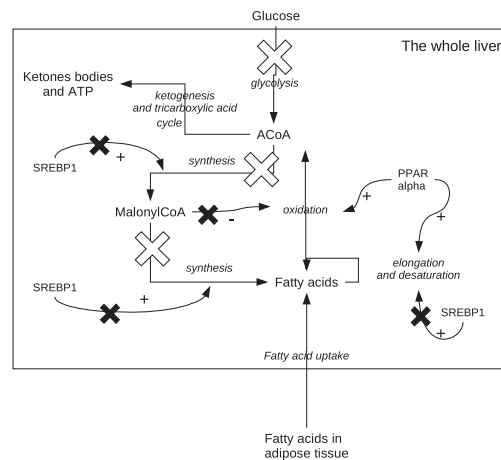 Glucose
The whole liver
Ketones bodies
and ATP
glycolysis
ketogenesis
and tricarboxylic acid
cycle
ACoA
SREBP1
+
synthesis
PPAR
alpha
MalonylCoA
-
oxidation
+
+
synthesis
elongation
and desaturation
SREBP1
+
Fatty acids
SREBP1
+
Fatty acid uptake
Fatty acids in
adipose tissue